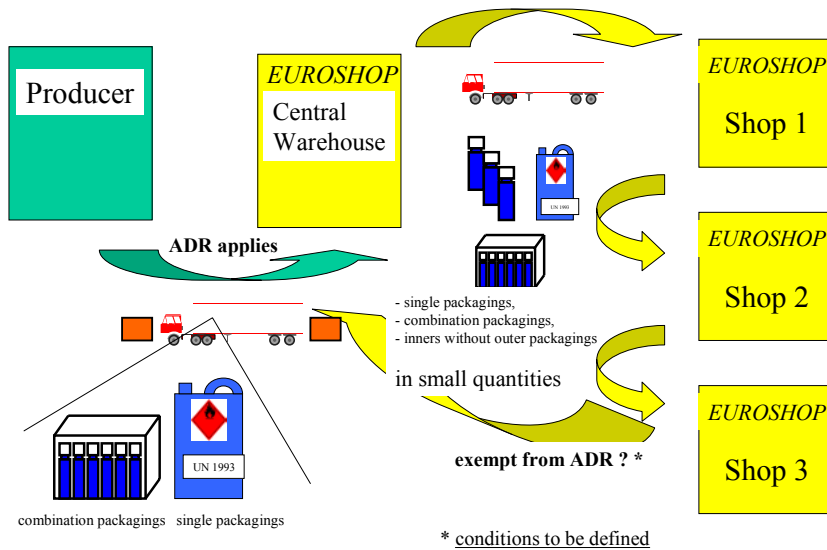 Producer
EUROSHOP
Central
Warehouse
EUROSHOP
Shop 1
UN 1993
ADR applies
EUROSHOP
Shop 2
- single packagings,
- combination packagings,
- inners without outer packagings
in small quantities
EUROSHOP
Shop 3
UN 1993
exempt from ADR ? *
combination packagings
single packagings
* conditions to be defined